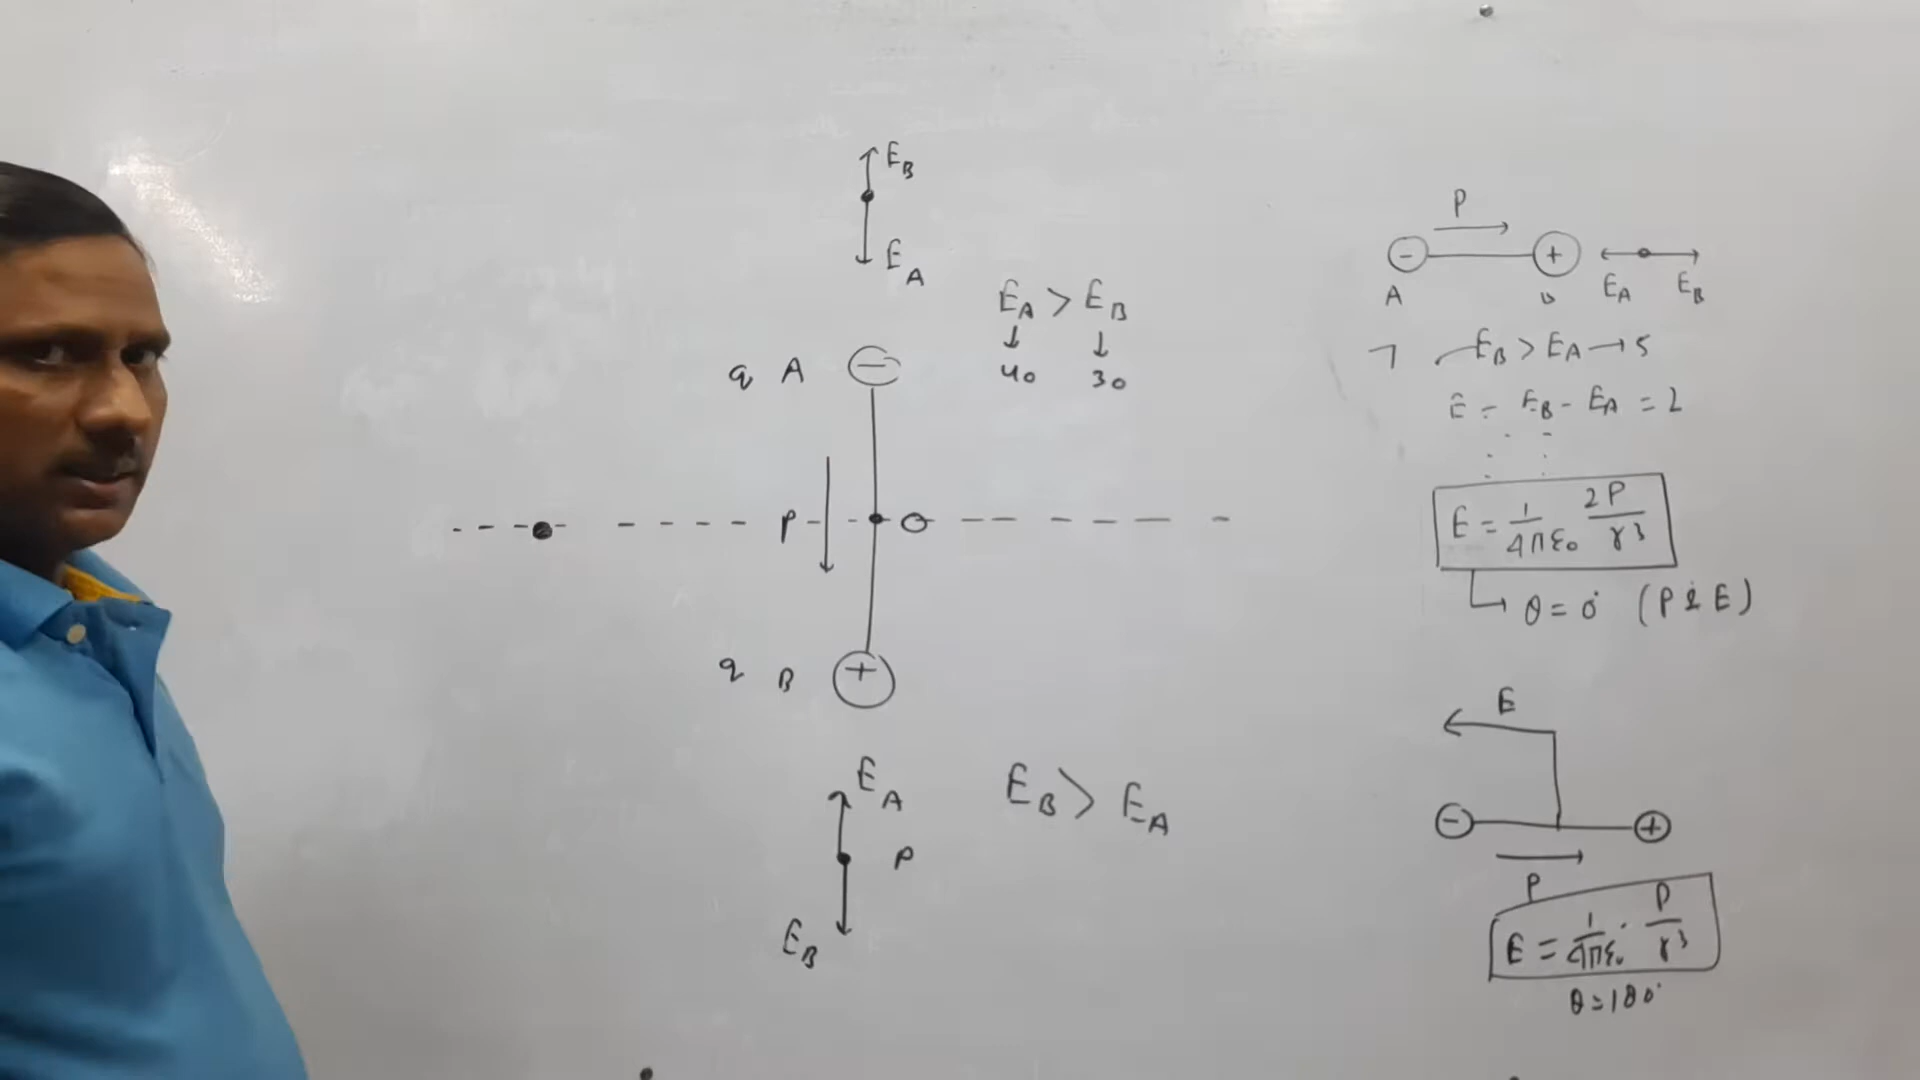 E_B
E_A
E_A > E_B
↓ ↓
40 30
q A −
P O
q B +
E_A
P
E_B
E_B > E_A
P
− +
A B E_A E_B
7 E_B > E_A → 5
E = E_B - E_A = 2
E = 1/4πε₀ 2P/r³
θ = 0° (P & E)
E
− +
P
E = 1/4πε₀ · P/r³
θ = 180°